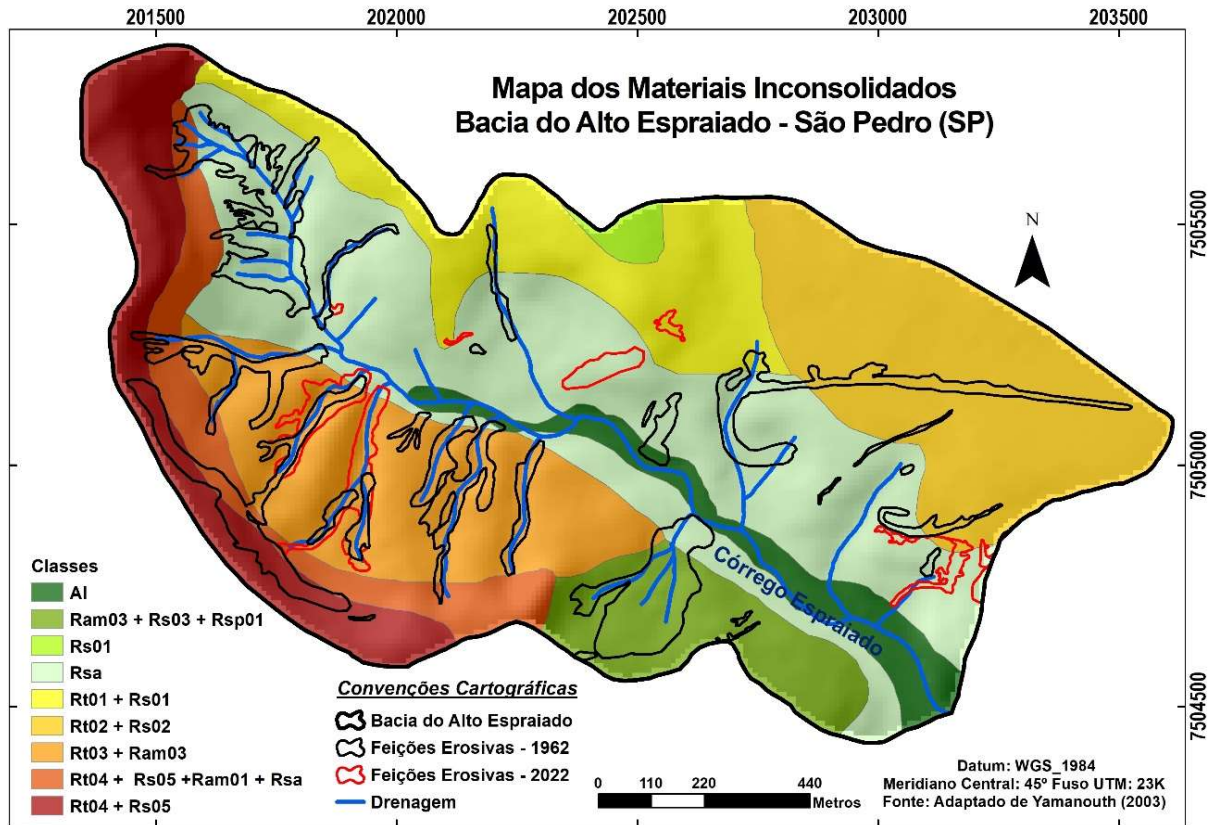 201500 202000 202500 203000 203500
Mapa dos Materiais Inconsolidados
Bacia do Alto Espraiado - São Pedro (SP)
N
7505500
7505000
7504500
Córrego Espraiado
Classes
Al
Ram03 + Rs03 + Rsp01
Rs01
Rsa
Rt01 + Rs01
Rt02 + Rs02
Rt03 + Ram03
Rt04 + Rs05 +Ram01 + Rsa
Rt04 + Rs05
Convenções Cartográficas
Bacia do Alto Espraiado
Feições Erosivas - 1962
Feições Erosivas - 2022
Drenagem
0 110 220 440
Metros
Datum: WGS_1984
Meridiano Central: 45º Fuso UTM: 23K
Fonte: Adaptado de Yamanouth (2003)